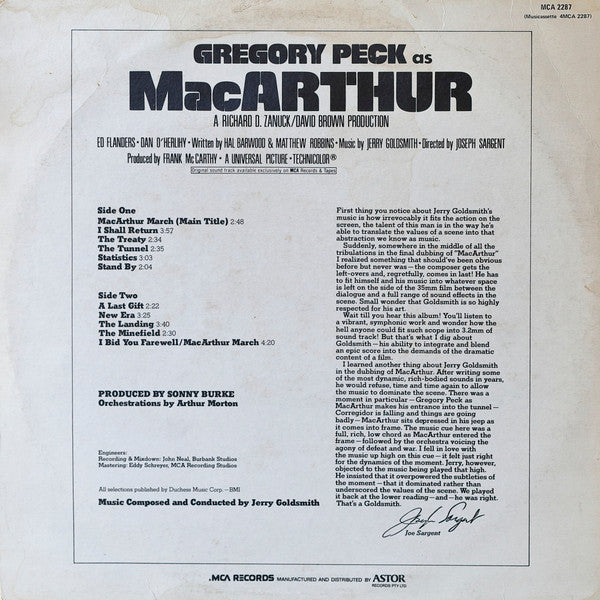 MCA 2287
(Musicassette 4MCA 2287)
GREGORY PECK as
MacARTHUR
A RICHARD D. ZANUCK/DAVID BROWN PRODUCTION
ED FLANDERS • DAN O'HERLIHY • Written by HAL BARWOOD & MATTHEW ROBBINS • Music by JERRY GOLDSMITH • Directed by JOSEPH SARGENT
Produced by FRANK McCARTHY • A UNIVERSAL PICTURE • TECHNICOLOR®
Original sound track available exclusively on MCA Records & Tapes
Side One
MacArthur March (Main Title) 2:48
I Shall Return 3:57
The Treaty 2:34
The Tunnel 2:35
Statistics 3:03
Stand By 2:04
Side Two
A Last Gift 2:22
New Era 3:25
The Landing 3:40
The Minefield 2:30
I Bid You Farewell/MacArthur March 4:20
PRODUCED BY SONNY BURKE
Orchestrations by Arthur Morton
Engineers:
Recording & Mixdown: John Neal, Burbank Studios
Mastering: Eddy Schreyer, MCA Recording Studios
All selections published by Duchess Music Corp. – BMI
Music Composed and Conducted by Jerry Goldsmith
First thing you notice about Jerry Goldsmith's
music is how irrevocably it fits the action on
the screen, the talent of this man is in the way he's
able to translate the values of a scene into that
abstraction we know as music.
Suddenly, somewhere in the middle of all the
tribulations in the final dubbing of "MacArthur"
I realized something that should've been obvious
before but never was—the composer gets the
left-overs and, regretfully, comes in last! He has
to fit himself and his music into whatever space
is left on the side of the 35mm film between the
dialogue and a full range of sound effects in the
scene. Small wonder that Goldsmith is so highly
respected for his art.
Wait till you hear this album! You'll listen to
a vibrant, symphonic work and wonder how the
hell anyone could fit such scope into 3.2mm of
sound track! But that's what I dig about
Goldsmith—his ability to integrate and blend
an epic score into the demands of the dramatic
content of a film.
I learned another thing about Jerry Goldsmith
in the dubbing of MacArthur. After writing some
of the most dynamic, rich-bodied sounds in years,
he would refuse, time and time again to allow
the music to dominate the scene. There was a
moment in particular—Gregory Peck as
MacArthur makes his entrance into the tunnel—
Corregidor is falling and things are going
badly—MacArthur sits depressed in his jeep as
it comes into frame. The music cue here was a
full, rich, low chord as MacArthur entered the
frame—followed by the orchestra voicing the
agony of defeat and war. I fell in love with
the music up high on this cue—it felt just right
for the dynamics of the moment. Jerry, however,
objected to the music being played that high.
He insisted that it overpowered the subtleties of
the moment—that it dominated rather than
underscored the values of the scene. We played
it back at the lower reading—and—he was right.
That's a Goldsmith.
Joe Sargent
Joe Sargent
MCA RECORDS MANUFACTURED AND DISTRIBUTED BY ASTOR
RECORDS PTY LTD